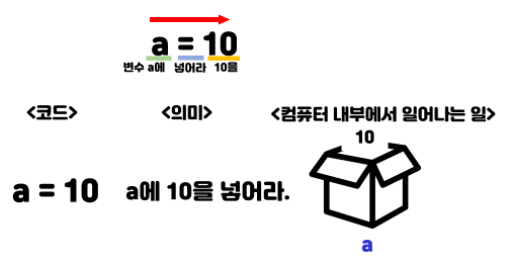 a = 10
변수 a에 넣어라 10을
<코드> <의미> <컴퓨터 내부에서 일어나는 일>
10
a = 10 a에 10을 넣어라.
a